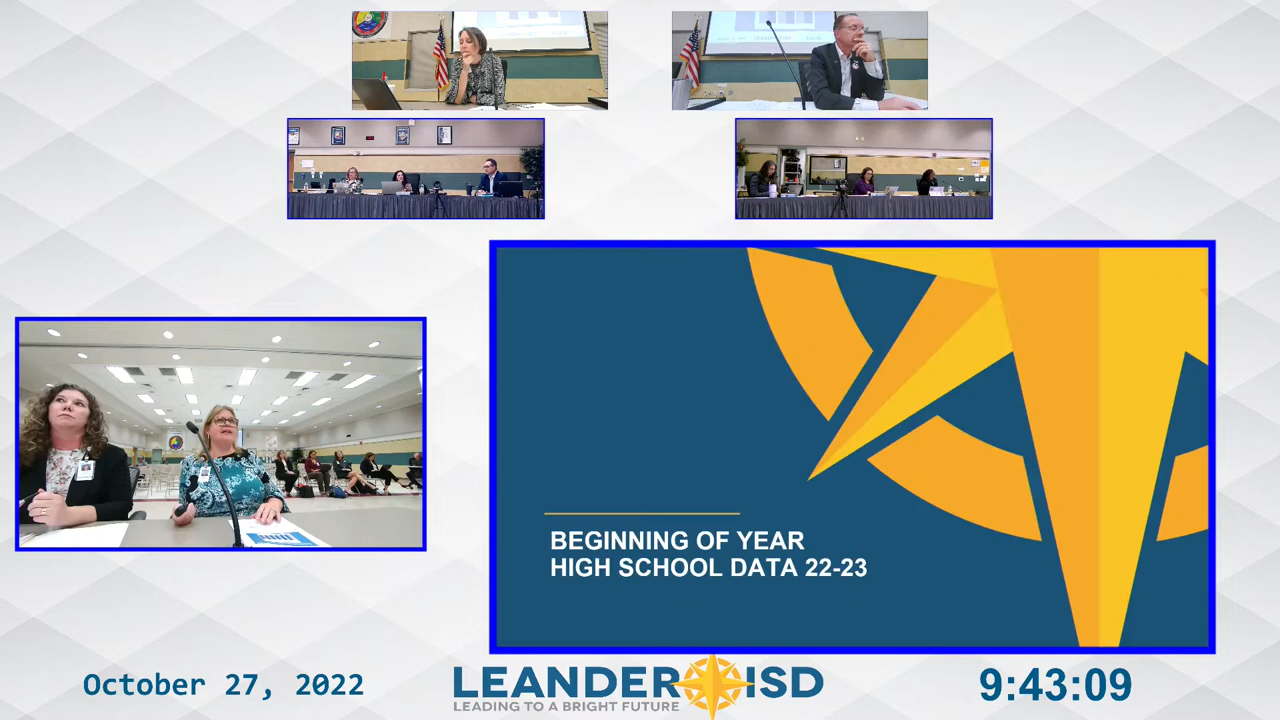 BEGINNING OF YEAR
HIGH SCHOOL DATA 22-23
October 27, 2022
LEANDER ISD
LEADING TO A BRIGHT FUTURE
9:43:09